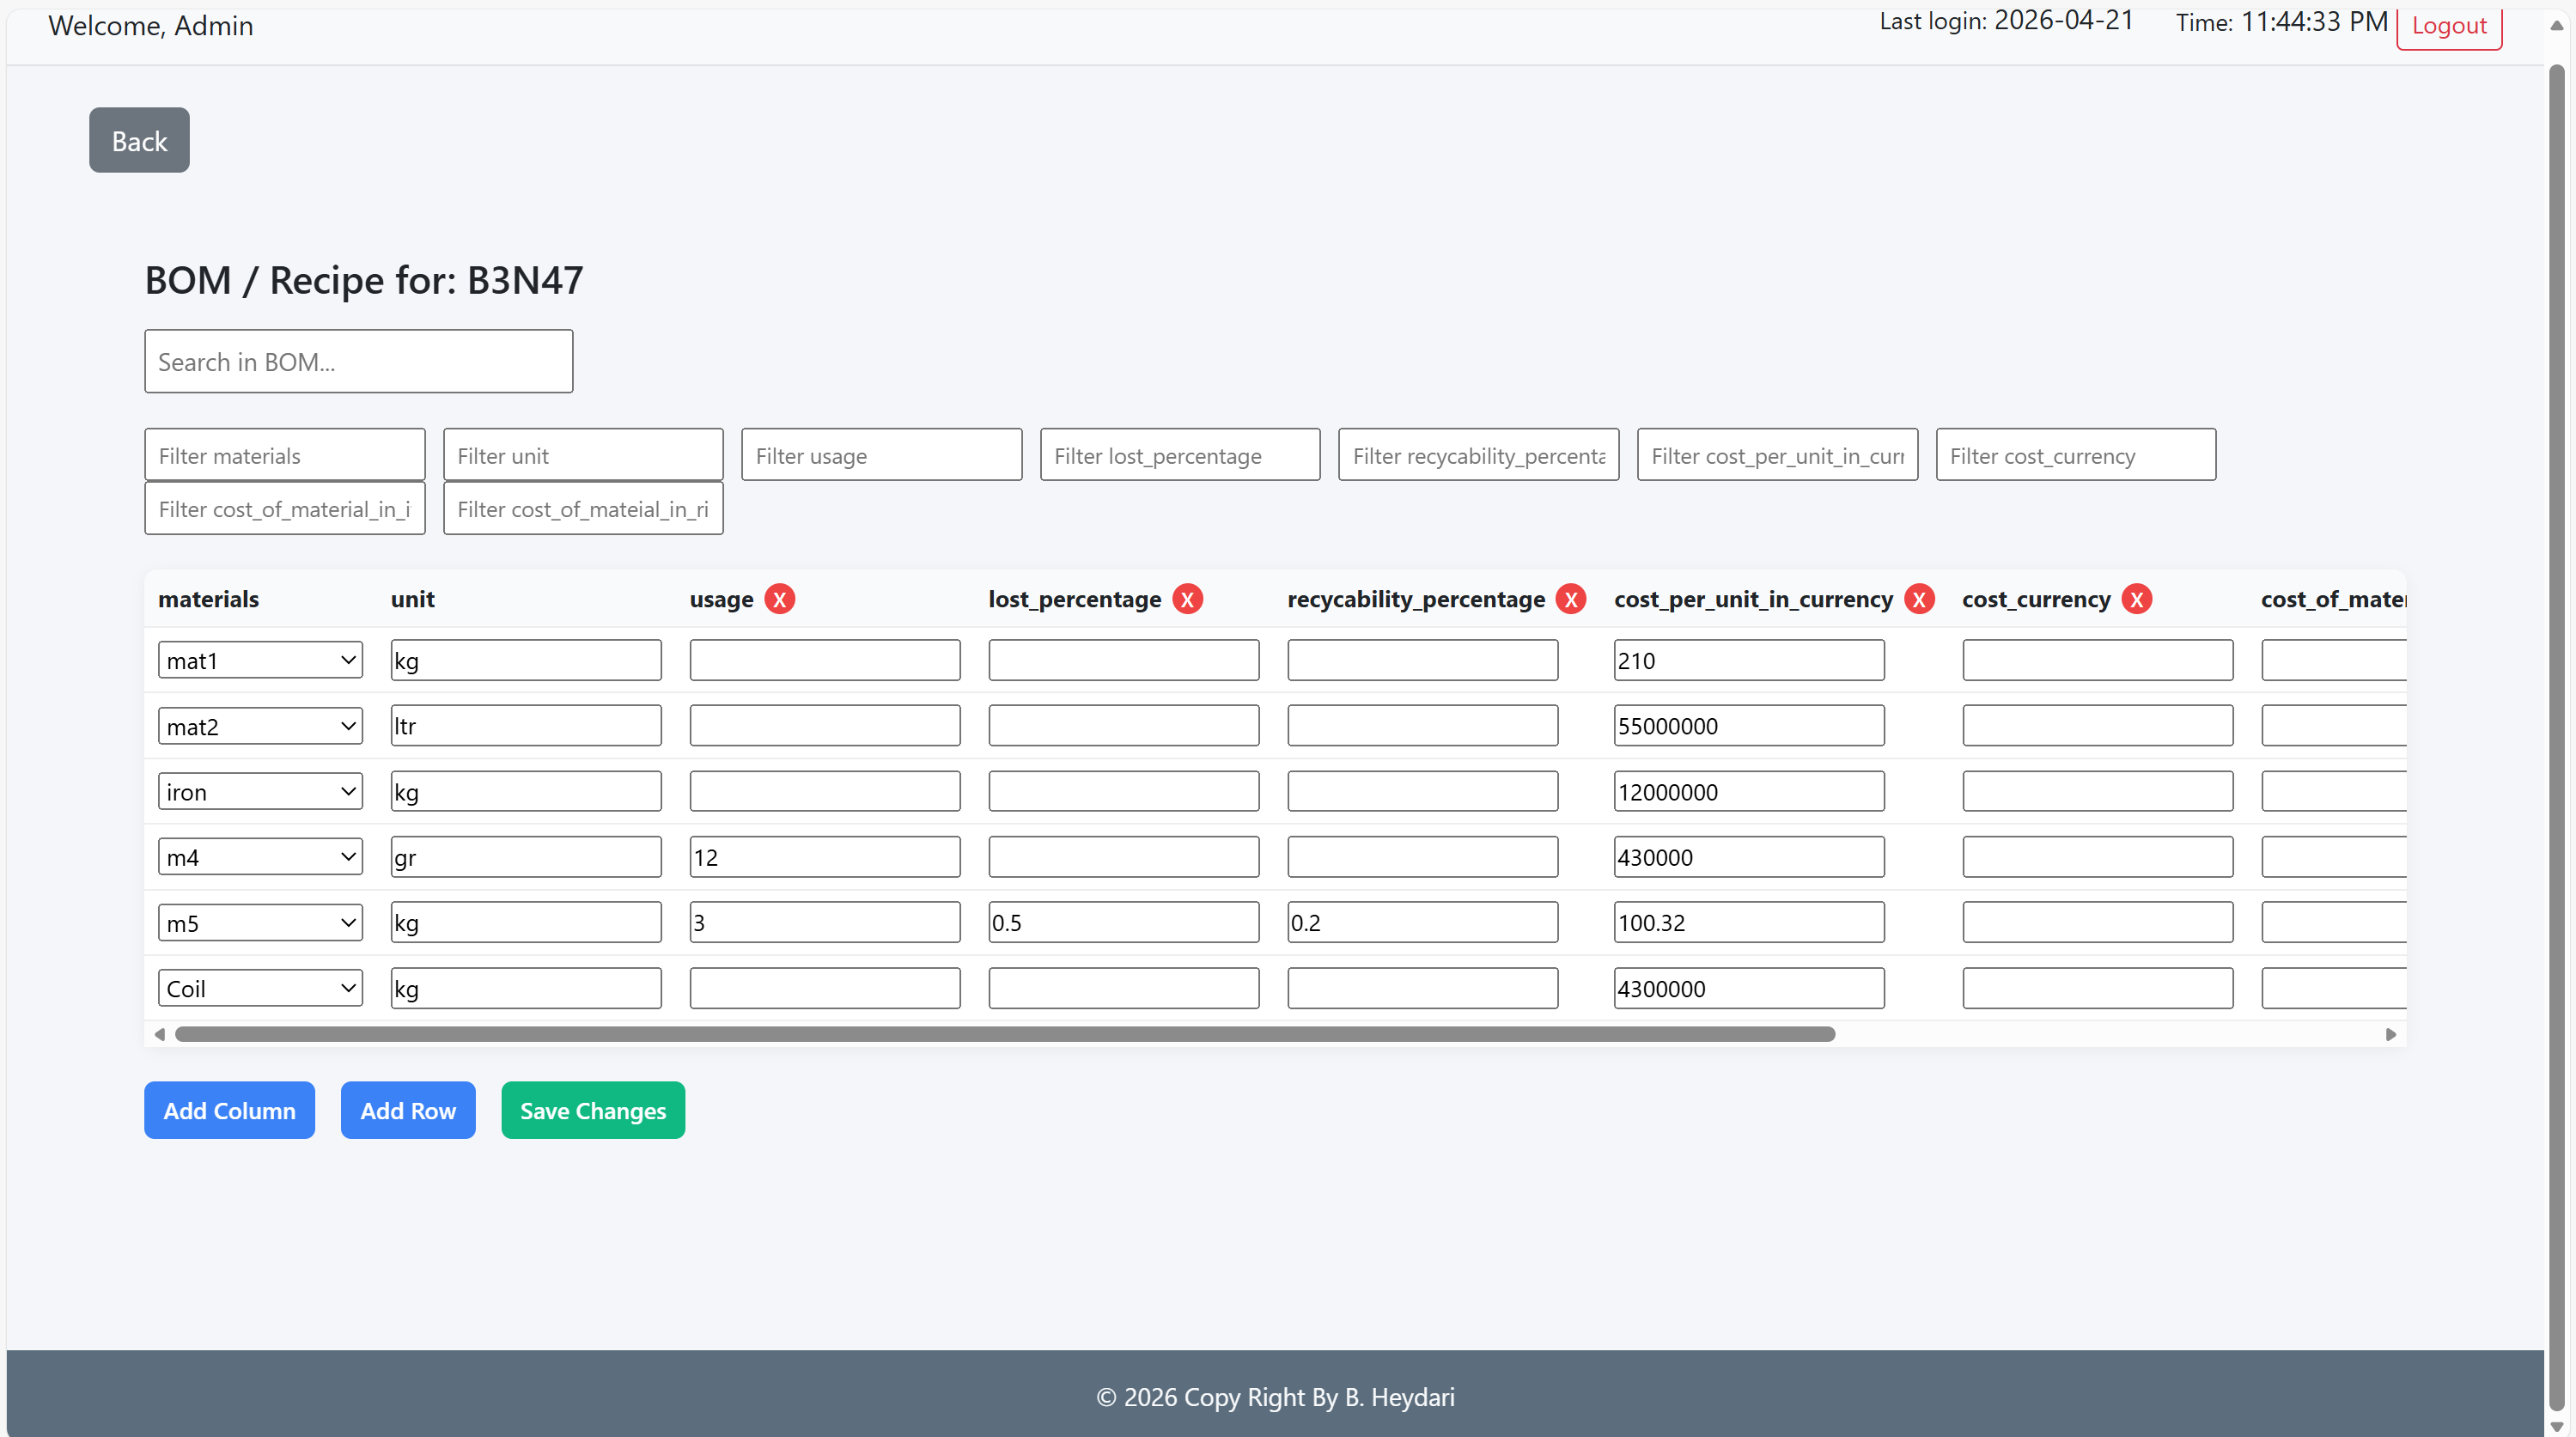 Welcome, Admin
Last login: 2026-04-21 Time: 11:44:33 PM Logout
Back
BOM / Recipe for: B3N47
Search in BOM...
Filter materials Filter unit Filter usage Filter lost_percentage Filter recycability_percenta Filter cost_per_unit_in_curr Filter cost_currency
Filter cost_of_material_in_i Filter cost_of_mateial_in_ri
materials unit usage X lost_percentage X recycability_percentage X cost_per_unit_in_currency X cost_currency X cost_of_mater
mat1 kg 210
mat2 ltr 55000000
iron kg 12000000
m4 gr 12 430000
m5 kg 3 0.5 0.2 100.32
Coil kg 4300000
Add Column Add Row Save Changes
© 2026 Copy Right By B. Heydari